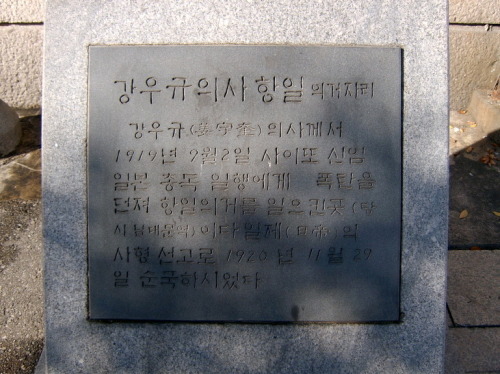 강우규의사 항일 의거자리
강우규(姜宇奎)의사께서
1919년 9월2일 사이또 신임
일본 총독 일행에게 폭탄을
던져 항일의거를 일으킨곳(당
시 남대문역)이다 일제(日帝)의
사형 선고로 1920년 11월 29
일 순국하시었다